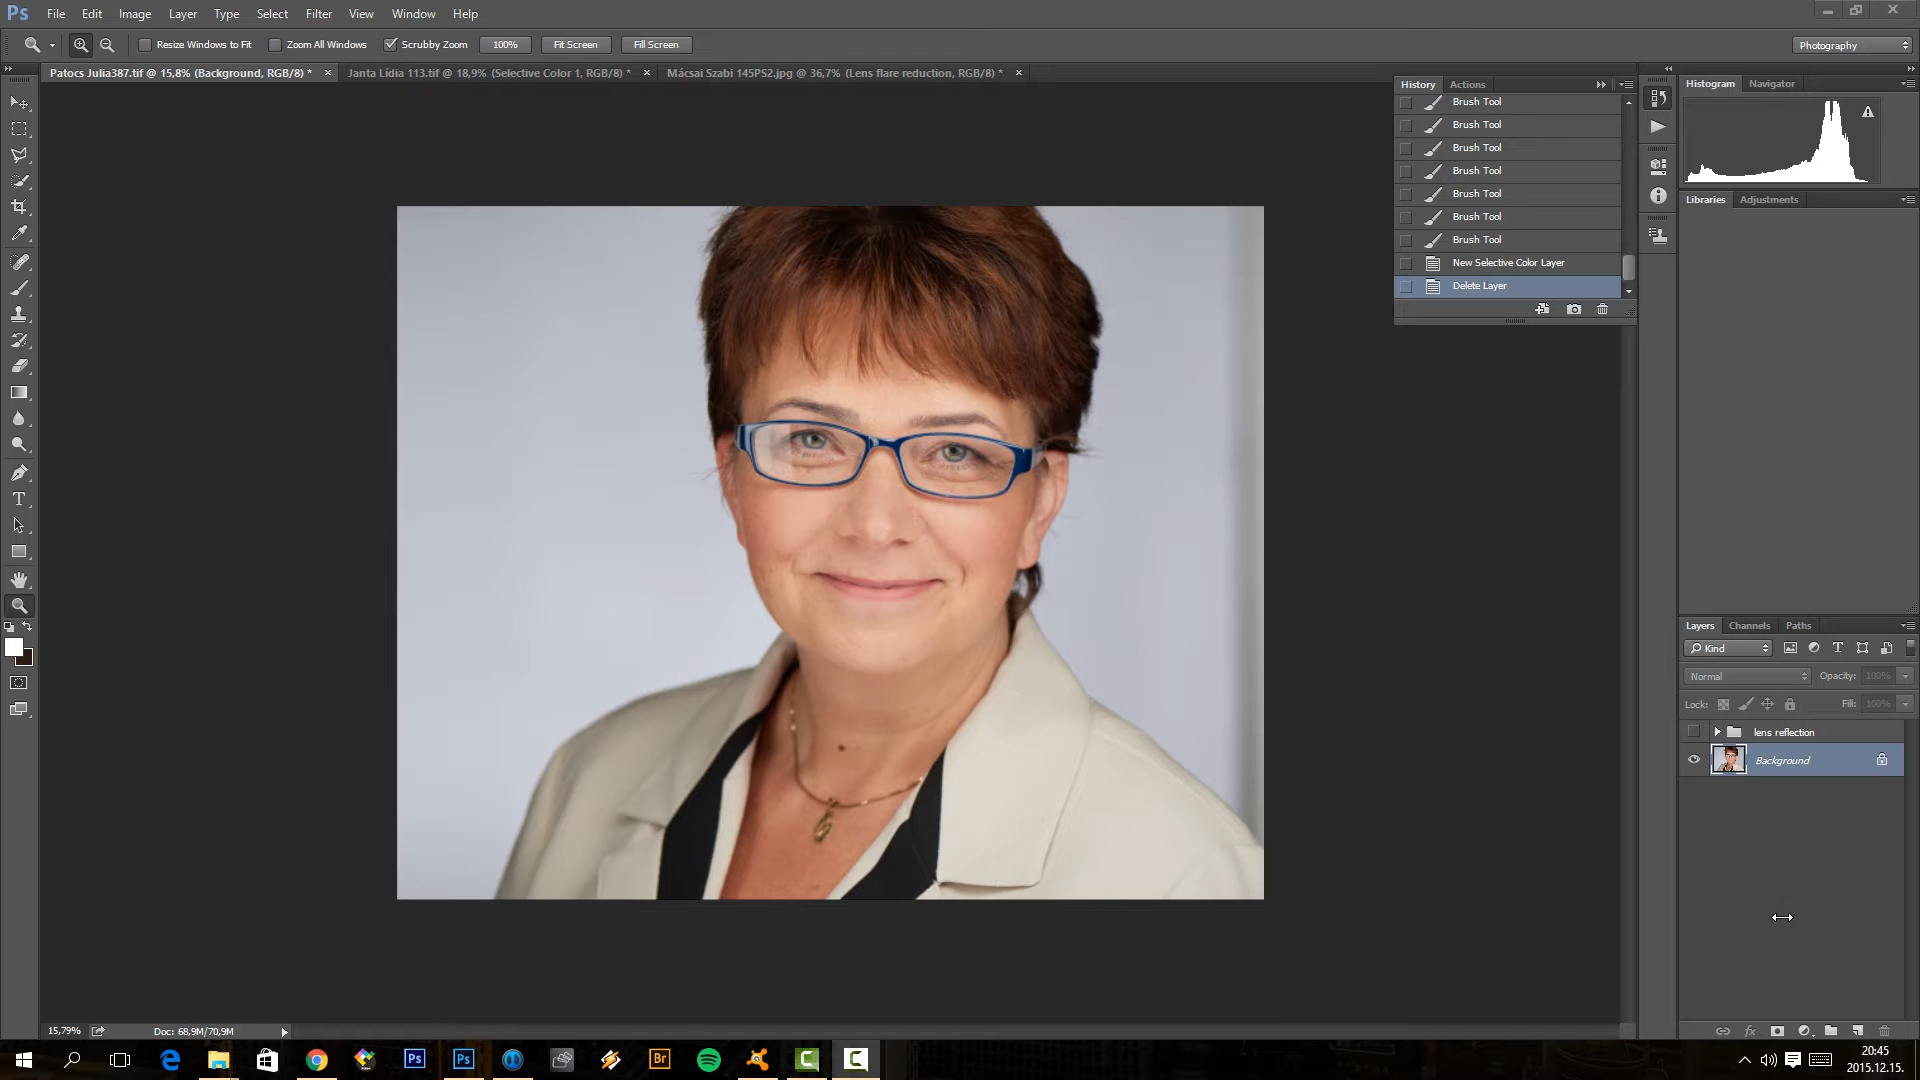 Ps File Edit Image Layer Type Select Filter View Window Help
Resize Windows to Fit Zoom All Windows Scrubby Zoom 100% Fit Screen Fill Screen Photography
Patocs Julia387.tif @ 15,8% (Background, RGB/8) * × Janta Lídia 113.tif @ 18,9% (Selective Color 1, RGB/8) * × Mácsai Szabi 145PS2.jpg @ 36,7% (Lens flare reduction, RGB/8) * ×
History Actions
Brush Tool
Brush Tool
Brush Tool
Brush Tool
Brush Tool
Brush Tool
Brush Tool
New Selective Color Layer
Delete Layer
Histogram Navigator
Libraries Adjustments
Layers Channels Paths
Kind
Normal Opacity: 100%
Lock: Fill: 100%
lens reflection
Background
15,79% Doc: 68,9M/70,9M
20:45
2015.12.15.